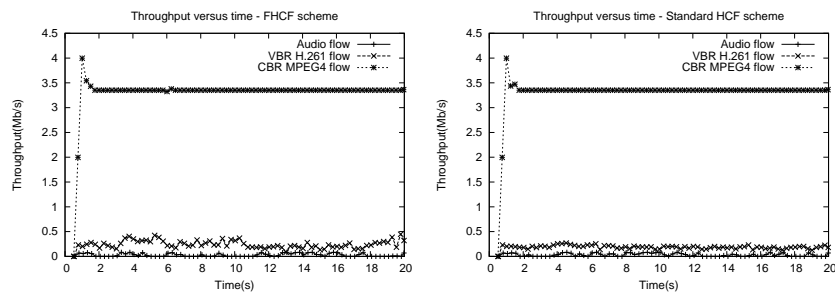 Throughput versus time - FHCF scheme
4.5
4
3.5
3
2.5
2
1.5
1
0.5
0
Throughput(Mb/s)
Audio flow
VBR H.261 flow
CBR MPEG4 flow
0 2 4 6 8 10 12 14 16 18 20
Time(s)
Throughput versus time - Standard HCF scheme
4.5
4
3.5
3
2.5
2
1.5
1
0.5
0
Throughput(Mb/s)
Audio flow
VBR H.261 flow
CBR MPEG4 flow
0 2 4 6 8 10 12 14 16 18 20
Time(s)